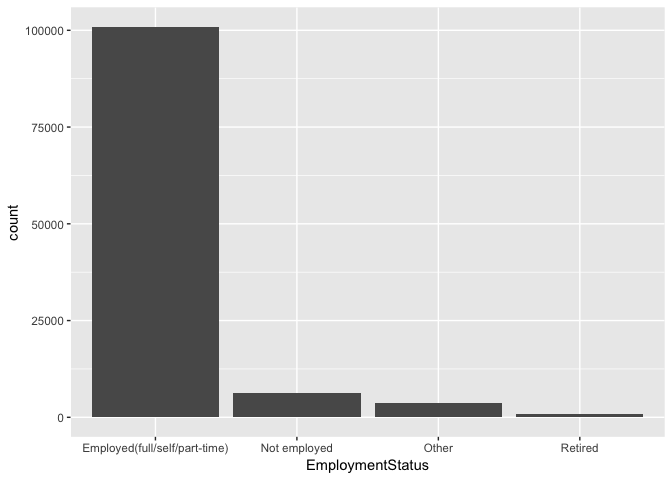 100000
75000
50000
25000
0
count
Employed(full/self/part-time) Not employed Other Retired
EmploymentStatus